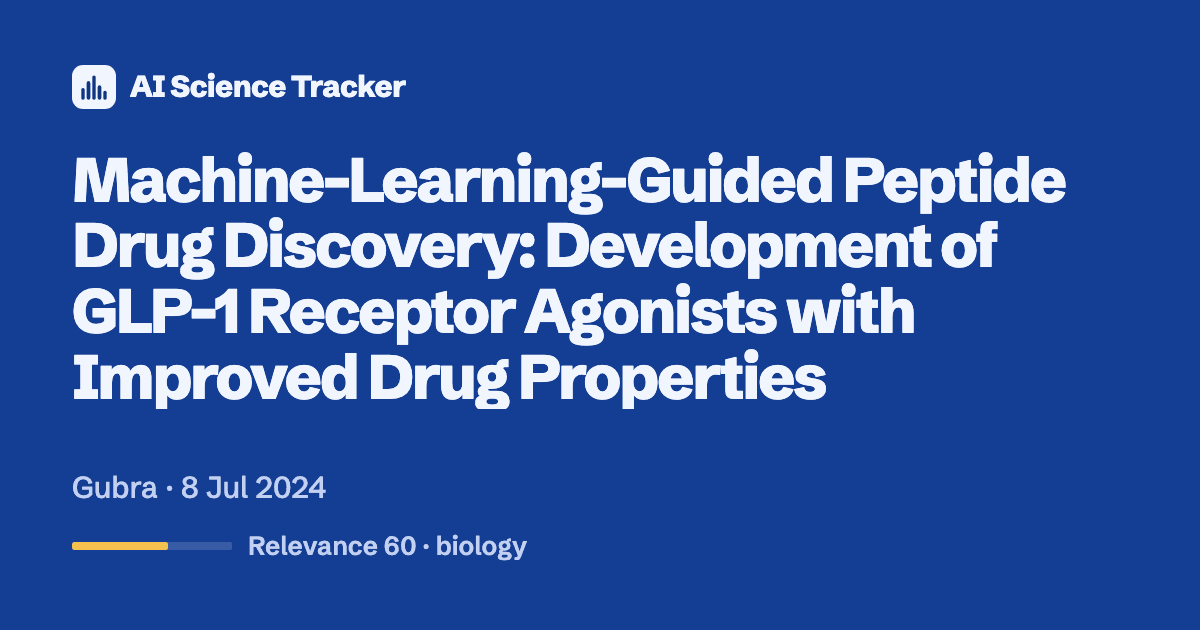 AI Science Tracker
Machine-Learning-Guided Peptide
Drug Discovery: Development of
GLP-1 Receptor Agonists with
Improved Drug Properties
Gubra · 8 Jul 2024
Relevance 60 · biology